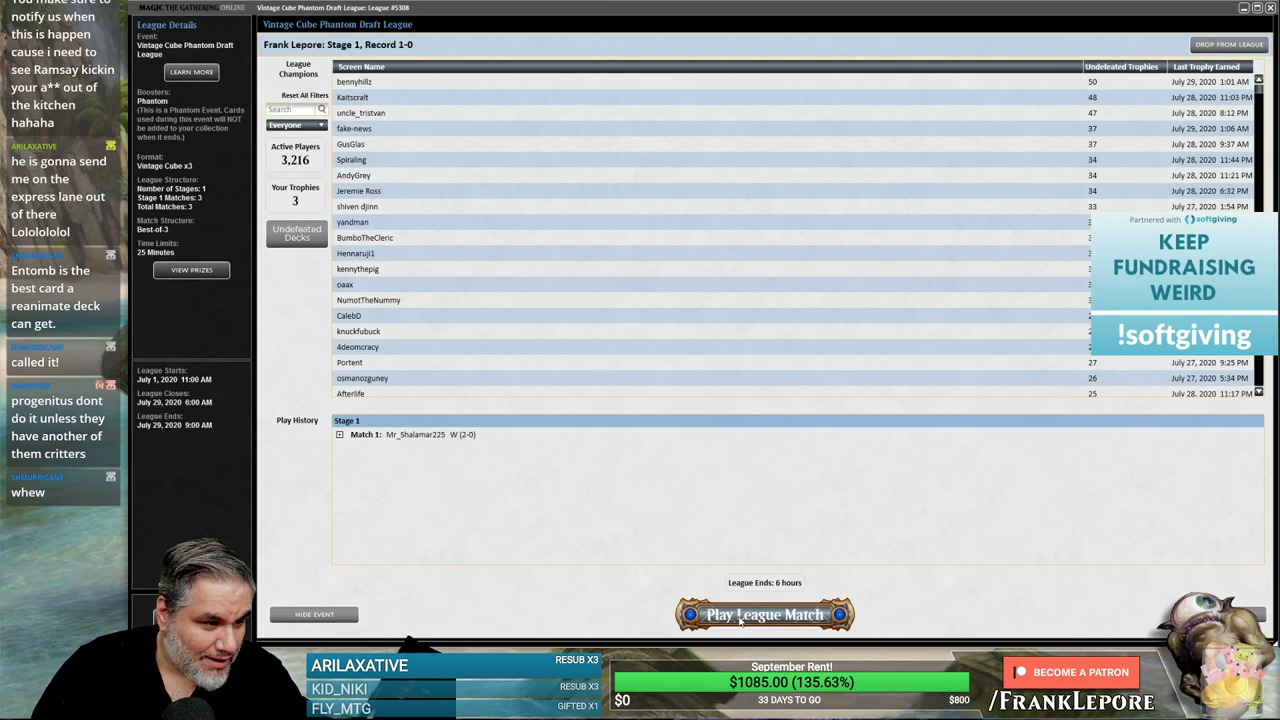 You make sure to
notify us when
this is happen
cause i need to
see Ramsay kickin
your a** out of
the kitchen
hahaha
ARILAXATIVE
he is gonna send
me on the
express lane out
of there
Lolololololol
SHMURRICANE
Entomb is the
best card a
reanimate deck
can get.
called it!
progenitus dont
do it unless they
have another of
them critters
SHMURRICANE
whew
MAGIC THE GATHERING ONLINE
Vintage Cube Phantom Draft League: League #5308
League Details
Event:
Vintage Cube Phantom Draft
League
LEARN MORE
Boosters:
Phantom
(This is a Phantom Event. Cards
used during this event will NOT
be added to your collection
when it ends.)
Format:
Vintage Cube x3
League Structure:
Number of Stages: 1
Stage 1 Matches: 3
Total Matches: 3
Match Structure:
Best-of-3
Time Limits:
25 Minutes
VIEW PRIZES
League Starts:
July 1, 2020 11:00 AM
League Closes:
July 29, 2020 6:00 AM
League Ends:
July 29, 2020 9:00 AM
Vintage Cube Phantom Draft League
Frank Lepore: Stage 1, Record 1-0
DROP FROM LEAGUE
League
Champions
Reset All Filters
Search
Everyone
Active Players
3,216
Your Trophies
3
Undefeated
Decks
Screen Name Undefeated Trophies Last Trophy Earned
bennyhillz 50 July 29, 2020 1:01 AM
Kaitscralt 48 July 28, 2020 11:03 PM
uncle_tristvan 47 July 28, 2020 8:12 PM
fake-news 37 July 29, 2020 1:06 AM
GusGlas 37 July 28, 2020 9:37 AM
Spiraling 34 July 28, 2020 11:44 PM
AndyGrey 34 July 28, 2020 11:21 PM
Jeremie Ross 34 July 28, 2020 6:32 PM
shiven djinn 33 July 27, 2020 1:54 PM
yandman
BumboTheCleric
Hennaruji1
kennythepig
oaax
NumotTheNummy
CalebD
knuckfubuck
4deomcracy
Portent 27 July 27, 2020 9:25 PM
osmanozguney 26 July 27, 2020 5:34 PM
Afterlife 25 July 28, 2020 11:17 PM
Partnered with softgiving
KEEP
FUNDRAISING
WEIRD
!softgiving
Play History
Stage 1
Match 1: Mr_Shalamar225 W (2-0)
League Ends: 6 hours
HIDE EVENT
Play League Match
ARILAXATIVE RESUB X3
KID_NIKI RESUB X3
FLY_MTG GIFTED X1
September Rent!
$1085.00 (135.63%)
$0 33 DAYS TO GO $800
BECOME A PATRON
/FRANKLEPORE